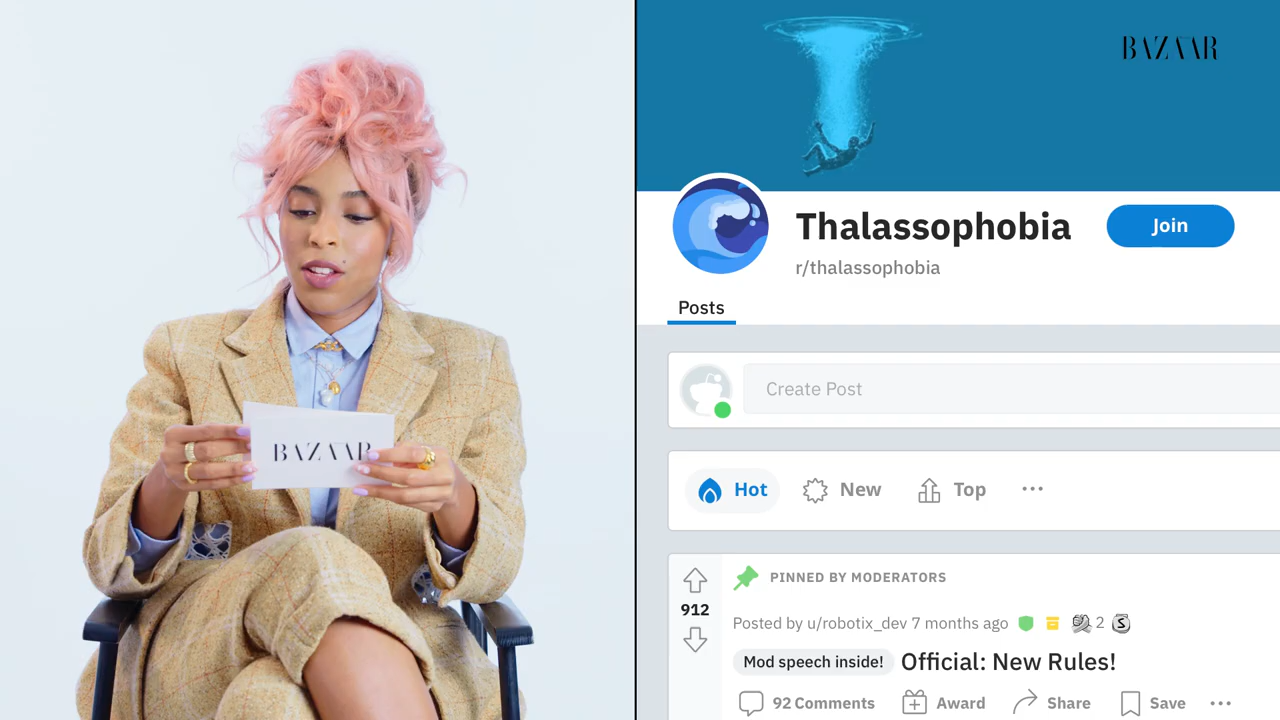 BAZAAR
BAZAAR
Thalassophobia
Join
r/thalassophobia
Posts
Create Post
Hot
New
Top
912
PINNED BY MODERATORS
Posted by u/robotix_dev 7 months ago
2
Mod speech inside!
Official: New Rules!
92 Comments
Award
Share
Save